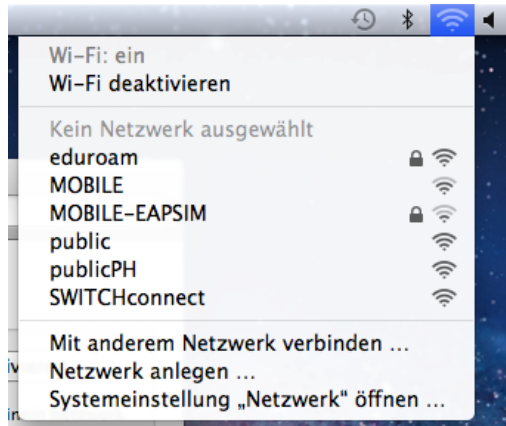 Wi-Fi: ein
Wi-Fi deaktivieren
Kein Netzwerk ausgewählt
eduroam
MOBILE
MOBILE-EAPSIM
public
publicPH
SWITCHconnect
Mit anderem Netzwerk verbinden ...
Netzwerk anlegen ...
Systemeinstellung „Netzwerk“ öffnen ...